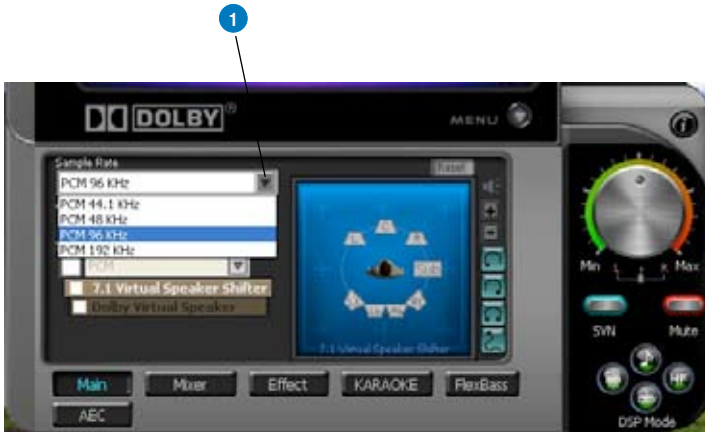 1
DOLBY®
MENU
i
Sample Rate
Reset
PCM 96 KHz
PCM 44.1 KHz
PCM 48 KHz
PCM 96 KHz
PCM 192 KHz
PCM
7.1 Virtual Speaker Shifter
Dolby Virtual Speaker
Sub
7.1 Virtual Speaker Shifter
Min
L
R
Max
SVN
Mute
HF
DSP Mode
Main
Mixer
Effect
KARAOKE
FlexBass
AEC